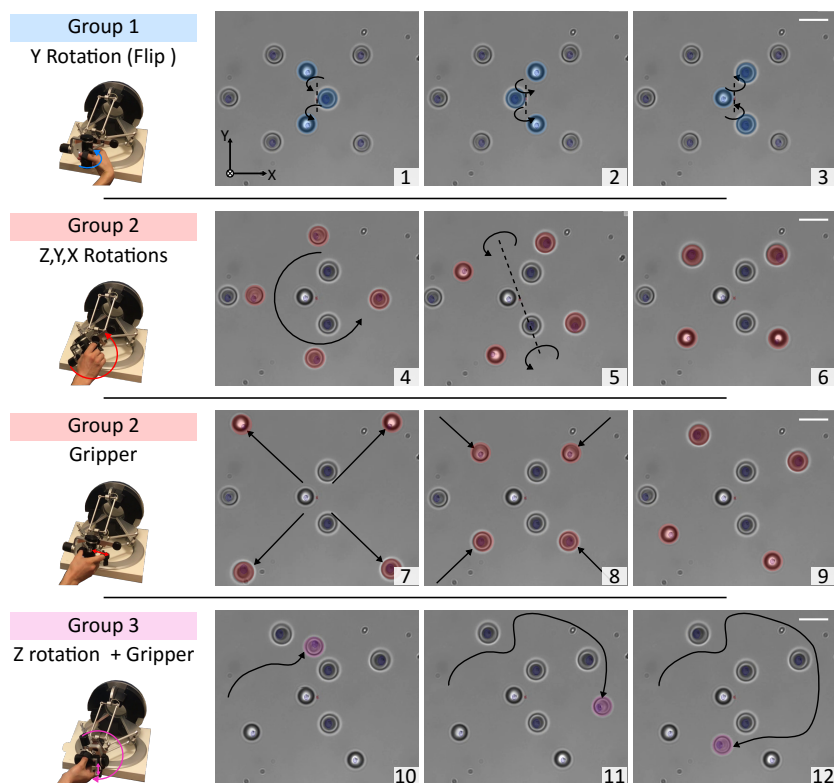 Group 1
Y Rotation (Flip )
Y
X
1
2
3
Group 2
Z,Y,X Rotations
4
5
6
Group 2
Gripper
7
8
9
Group 3
Z rotation + Gripper
10
11
12